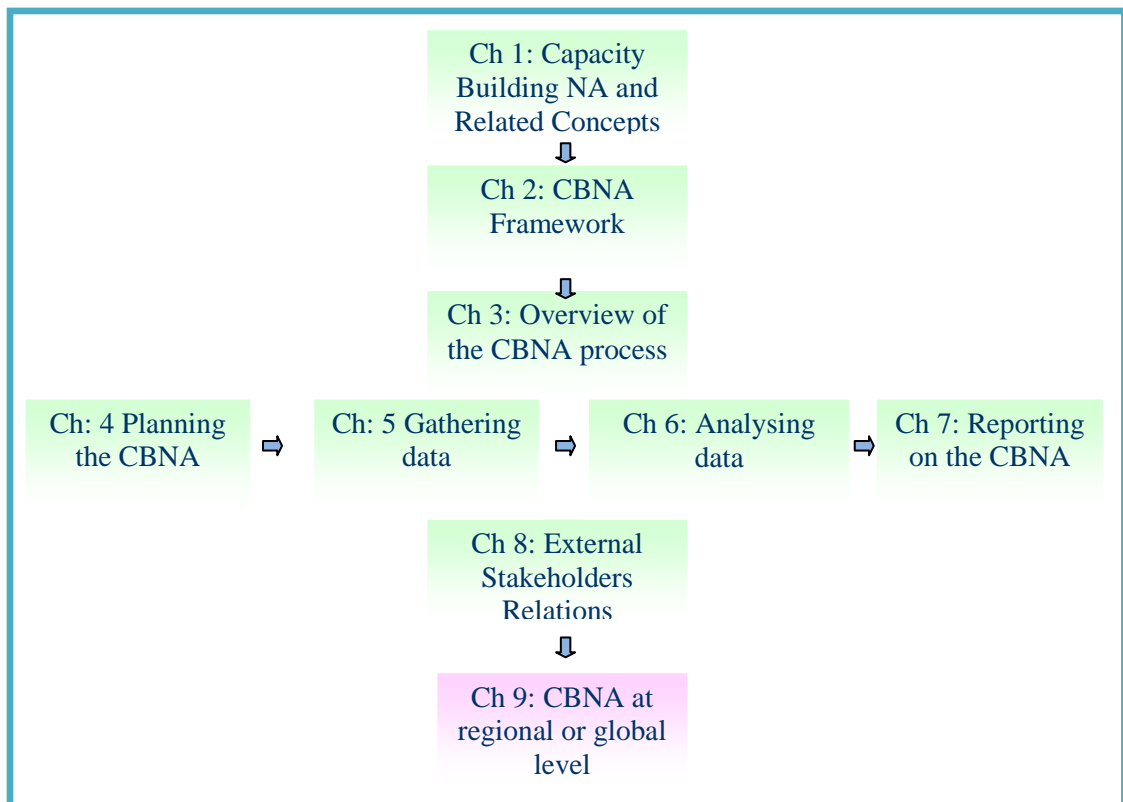 Ch 1: Capacity
Building NA and
Related Concepts
Ch 2: CBNA
Framework
Ch 3: Overview of
the CBNA process
Ch: 4 Planning
the CBNA
Ch: 5 Gathering
data
Ch 6: Analysing
data
Ch 7: Reporting
on the CBNA
Ch 8: External
Stakeholders
Relations
Ch 9: CBNA at
regional or global
level